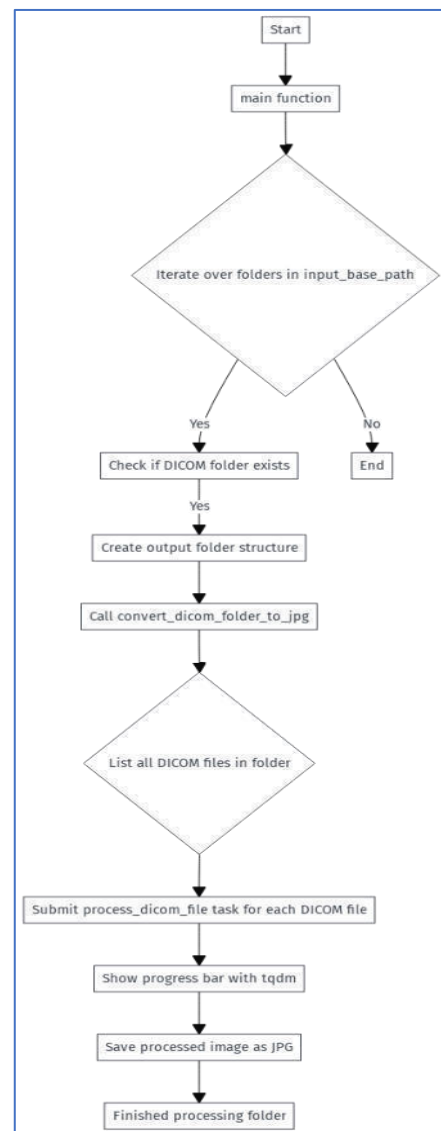 Start
main function
Iterate over folders in input_base_path
Yes
No
Check if DICOM folder exists
End
Yes
Create output folder structure
Call convert_dicom_folder_to_jpg
List all DICOM files in folder
Submit process_dicom_file task for each DICOM file
Show progress bar with tqdm
Save processed image as JPG
Finished processing folder